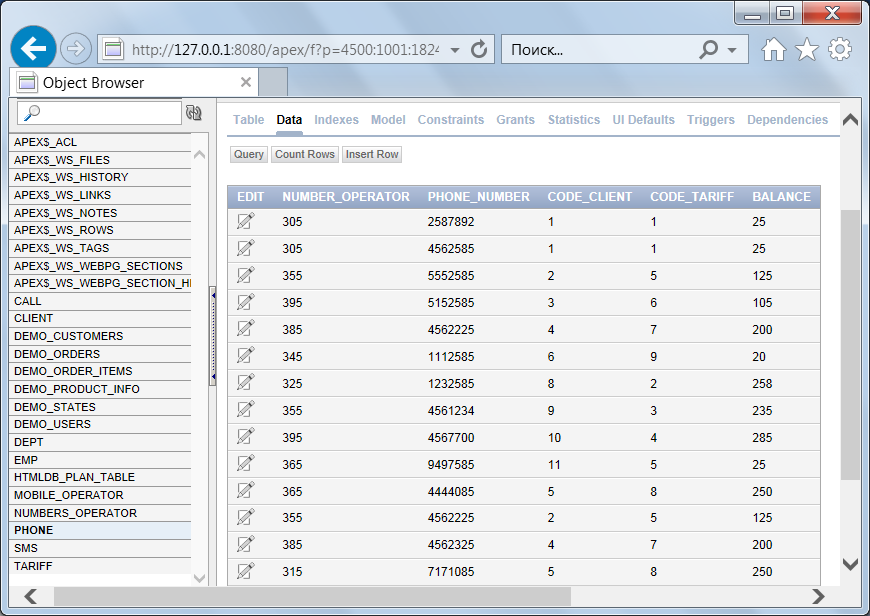 http://127.0.0.1:8080/apex/f?p=4500:1001:1824
Поиск...
Object Browser
Table Data Indexes Model Constraints Grants Statistics UI Defaults Triggers Dependencies
Query Count Rows Insert Row
APEX$_ACL
APEX$_WS_FILES
APEX$_WS_HISTORY
APEX$_WS_LINKS
APEX$_WS_NOTES
APEX$_WS_ROWS
APEX$_WS_TAGS
APEX$_WS_WEBPG_SECTIONS
APEX$_WS_WEBPG_SECTION_HI
CALL
CLIENT
DEMO_CUSTOMERS
DEMO_ORDERS
DEMO_ORDER_ITEMS
DEMO_PRODUCT_INFO
DEMO_STATES
DEMO_USERS
DEPT
EMP
HTMLDB_PLAN_TABLE
MOBILE_OPERATOR
NUMBERS_OPERATOR
PHONE
SMS
TARIFF
EDIT NUMBER_OPERATOR PHONE_NUMBER CODE_CLIENT CODE_TARIFF BALANCE
305 2587892 1 1 25
305 4562585 1 1 25
355 5552585 2 5 125
395 5152585 3 6 105
385 4562225 4 7 200
345 1112585 6 9 20
325 1232585 8 2 258
355 4561234 9 3 235
395 4567700 10 4 285
365 9497585 11 5 25
365 4444085 5 8 250
355 4562225 2 5 125
385 4562325 4 7 200
315 7171085 5 8 250